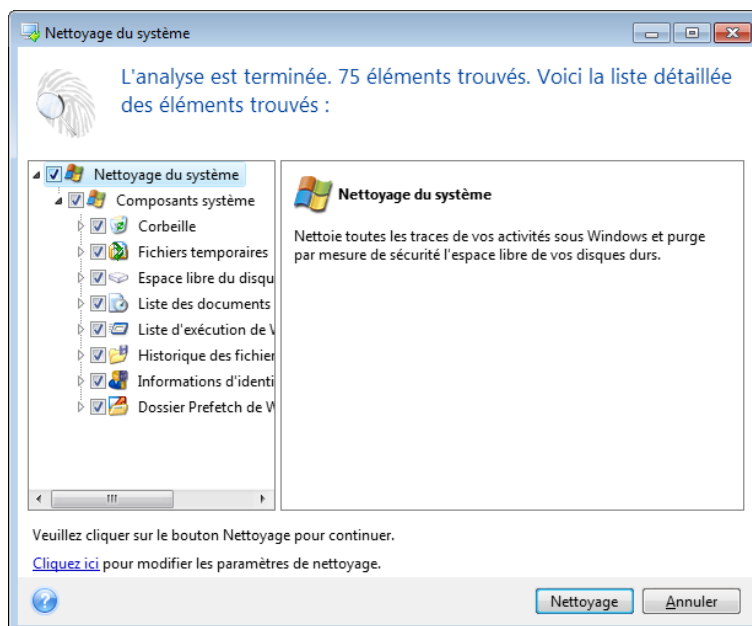 Nettoyage du système
L'analyse est terminée. 75 éléments trouvés. Voici la liste détaillée
des éléments trouvés :
Nettoyage du système
Composants système
Corbeille
Fichiers temporaires
Espace libre du disqu
Liste des documents
Liste d'exécution de W
Historique des fichier
Informations d'identi
Dossier Prefetch de W
Nettoyage du système
Nettoie toutes les traces de vos activités sous Windows et purge
par mesure de sécurité l'espace libre de vos disques durs.
Veuillez cliquer sur le bouton Nettoyage pour continuer.
Cliquez ici pour modifier les paramètres de nettoyage.
Nettoyage
Annuler